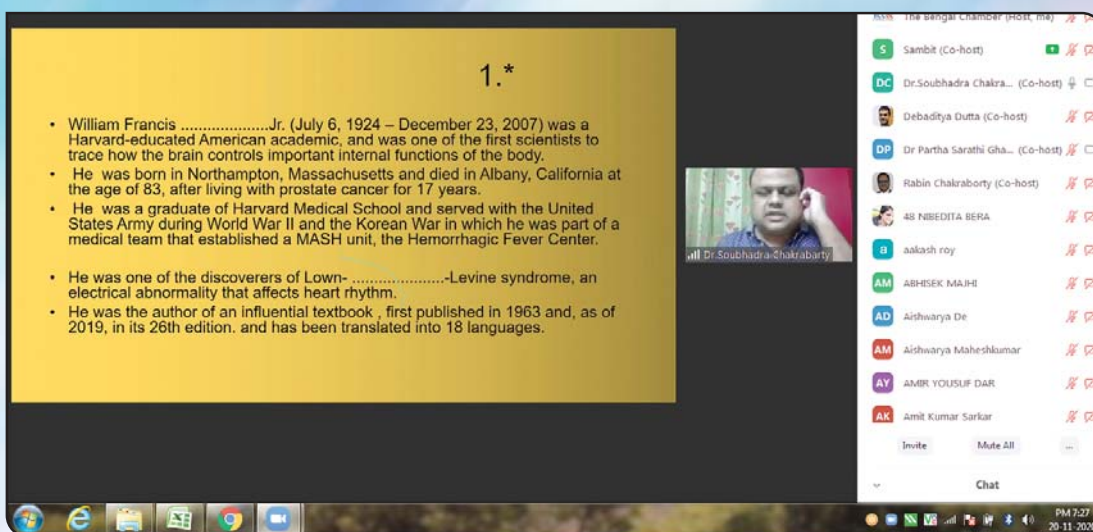 1.*
• William Francis .....................Jr. (July 6, 1924 – December 23, 2007) was a
Harvard-educated American academic, and was one of the first scientists to
trace how the brain controls important internal functions of the body.
• He was born in Northampton, Massachusetts and died in Albany, California at
the age of 83, after living with prostate cancer for 17 years.
• He was a graduate of Harvard Medical School and served with the United
States Army during World War II and the Korean War in which he was part of a
medical team that established a MASH unit, the Hemorrhagic Fever Center.
• He was one of the discoverers of Lown- .....................-Levine syndrome, an
electrical abnormality that affects heart rhythm.
• He was the author of an influential textbook , first published in 1963 and, as of
2019, in its 26th edition. and has been translated into 18 languages.
Dr.Soubhadra Chakrabarty
The Bengal Chamber (Host, me)
S Sambit (Co-host)
DC Dr.Soubhadra Chakra... (Co-host)
Debaditya Dutta (Co-host)
DP Dr Partha Sarathi Gha... (Co-host)
Rabin Chakraborty (Co-host)
48 NIBEDITA BERA
a aakash roy
AM ABHISEK MAJHI
AD Aishwarya De
AM Aishwarya Maheshkumar
AY AMIR YOUSUF DAR
AK Amit Kumar Sarkar
Invite Mute All ...
Chat
PM 7:27
20-11-2020